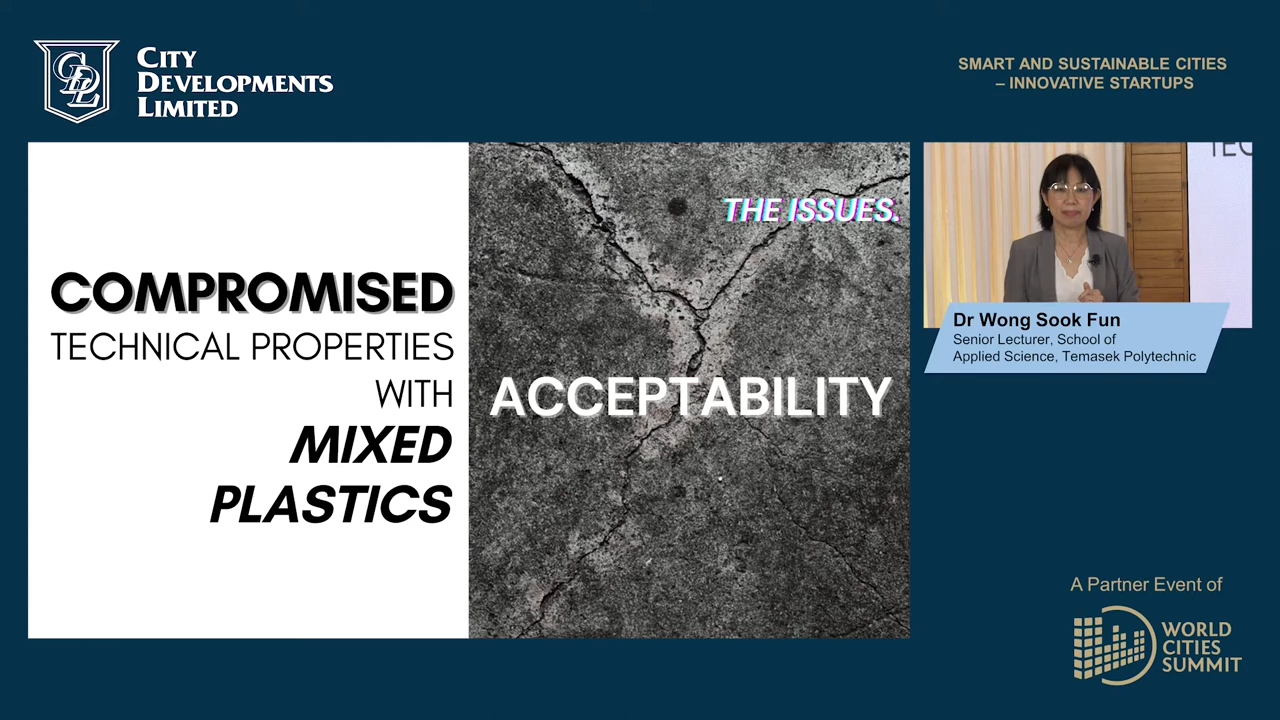 CITY
DEVELOPMENTS
LIMITED
SMART AND SUSTAINABLE CITIES
– INNOVATIVE STARTUPS
COMPROMISED
TECHNICAL PROPERTIES
WITH
MIXED
PLASTICS
THE ISSUES.
ACCEPTABILITY
TEC
Dr Wong Sook Fun
Senior Lecturer, School of
Applied Science, Temasek Polytechnic
A Partner Event of
WORLD
CITIES
SUMMIT